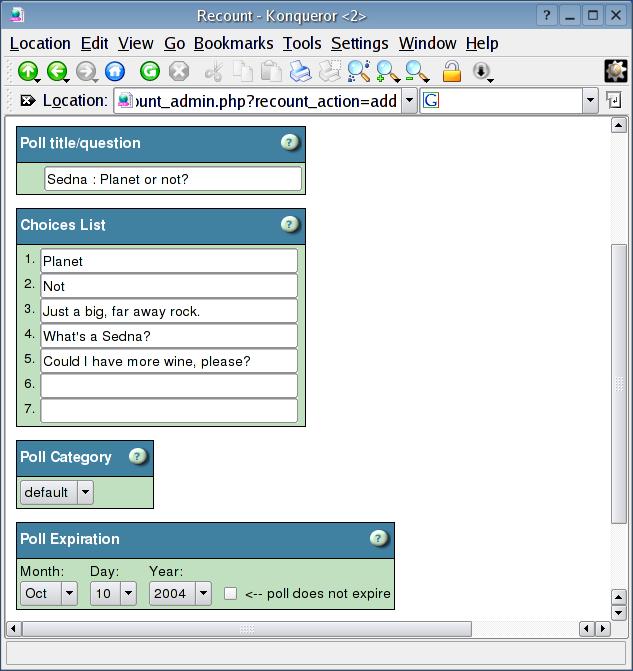 Recount - Konqueror <2>
Location Edit View Go Bookmarks Tools Settings Window Help
Location: ount_admin.php?recount_action=add
Poll title/question
Sedna : Planet or not?
Choices List
1. Planet
2. Not
3. Just a big, far away rock.
4. What's a Sedna?
5. Could I have more wine, please?
6.
7.
Poll Category
default
Poll Expiration
Month: Day: Year:
Oct 10 2004 <-- poll does not expire